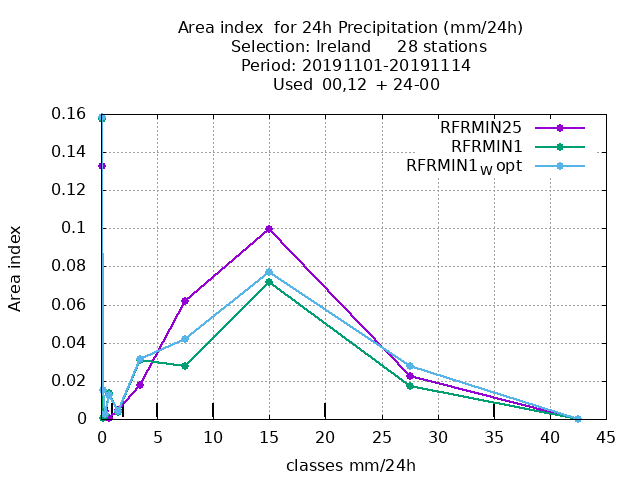 Area index  for 24h Precipitation (mm/24h)
Selection: Ireland     28 stations
Period: 20191101-20191114
Used  00,12  + 24-00
0.16
0.14
0.12
0.1
0.08
0.06
0.04
0.02
0
Area index
RFRMIN25
RFRMIN1
RFRMIN1W opt
0 5 10 15 20 25 30 35 40 45
classes mm/24h